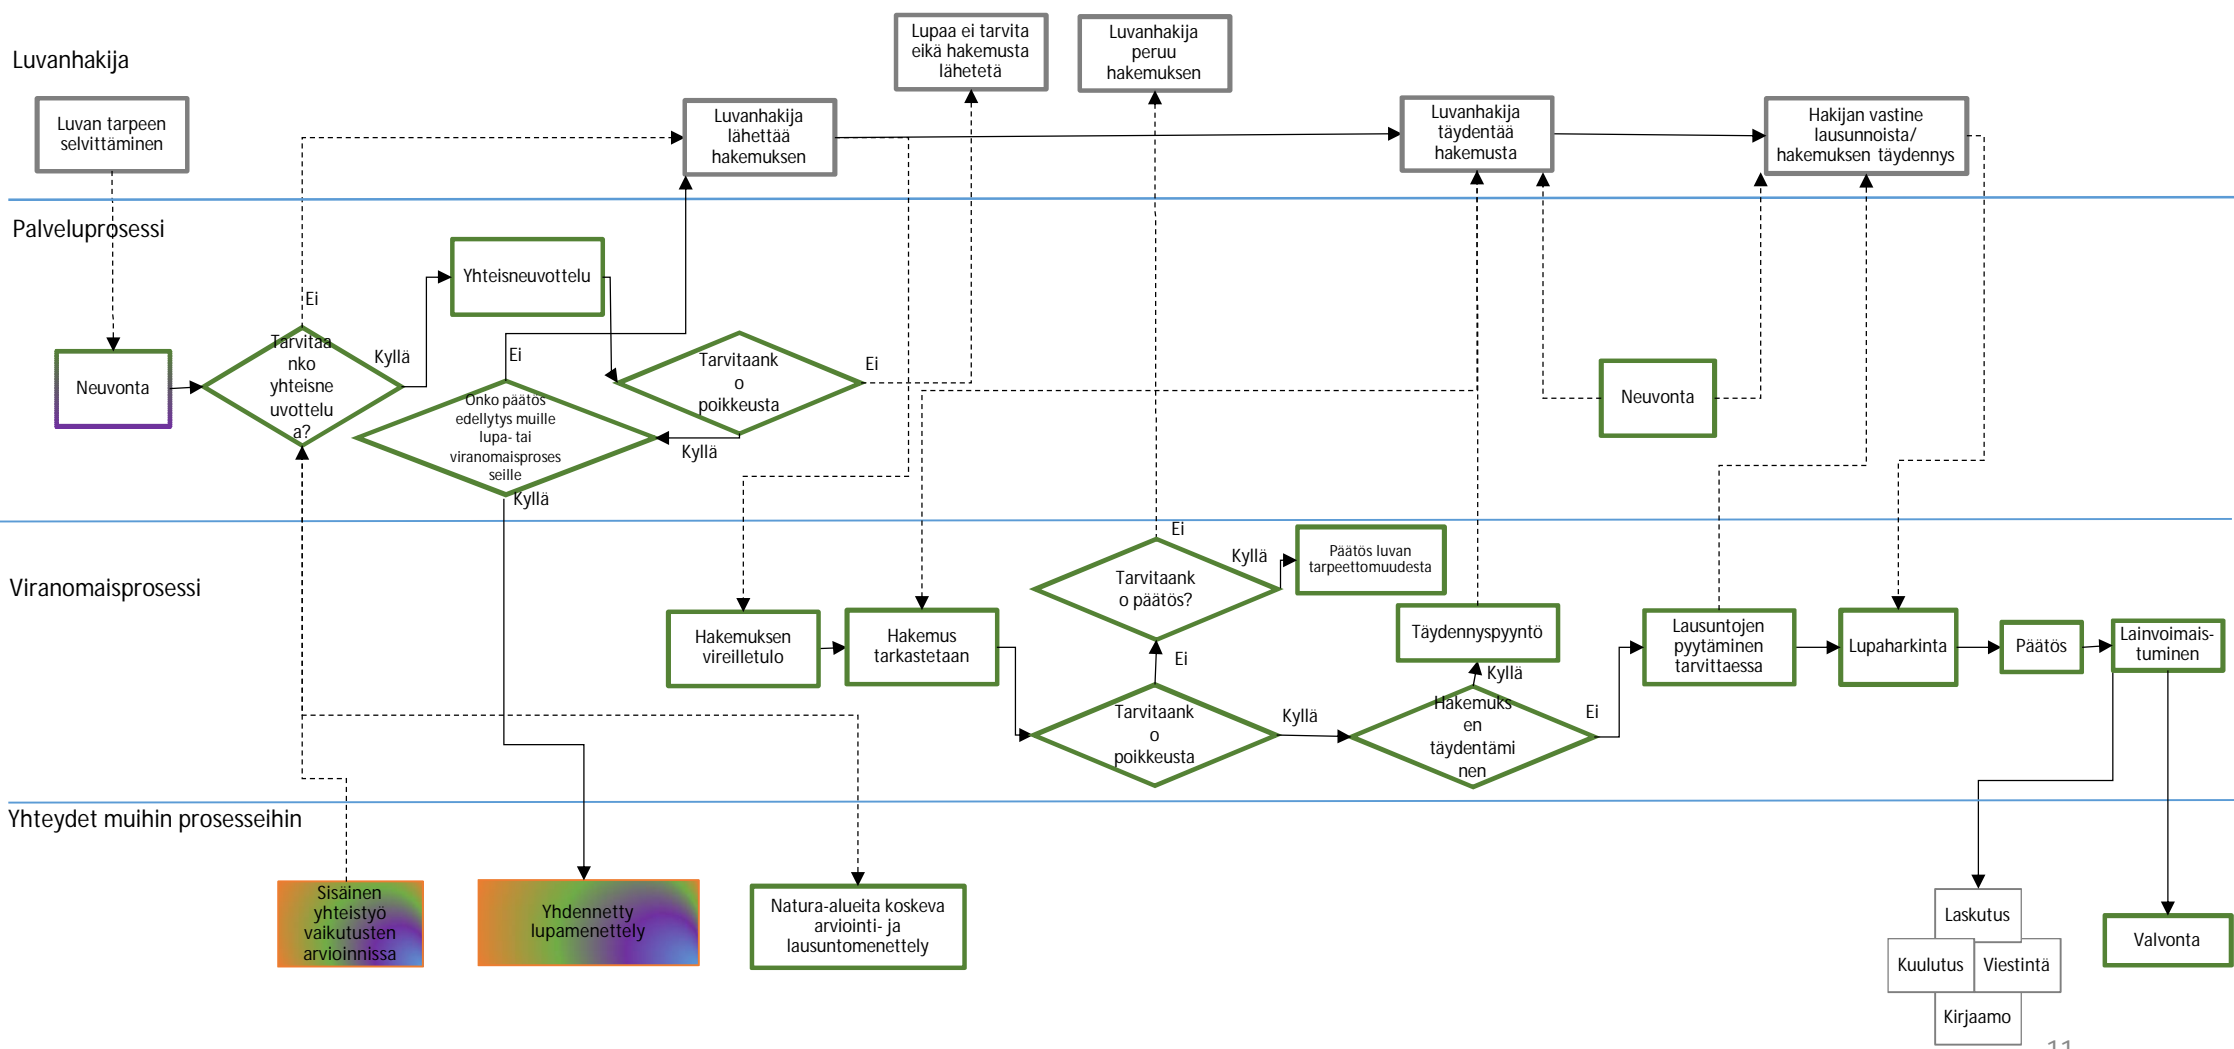 Luvanhakija
Luvan tarpeen
selvittäminen
Luvanhakija
lähettää
hakemuksen
Lupaa ei tarvita
eikä hakemusta
lähetetä
Luvanhakija
peruu
hakemuksen
Luvanhakija
täydentää
hakemusta
Hakijan vastine
lausunnoista/
hakemuksen täydennys
Palveluprosessi
Neuvonta
Ei
Tarvitaa
nko
yhteisne
uvottelu
a?
Kyllä
Yhteisneuvottelu
Ei
Onko päätös
edellytys muille
lupa- tai
viranomaisproses
seille
Kyllä
Tarvitaank
o
poikkeusta
Ei
Kyllä
Neuvonta
Viranomaisprosessi
Hakemuksen
vireilletulo
Hakemus
tarkastetaan
Ei
Tarvitaank
o päätös?
Kyllä
Päätös luvan
tarpeettomuudesta
Ei
Tarvitaank
o
poikkeusta
Kyllä
Täydennyspyyntö
Kyllä
Hakemuks
en
täydentämi
nen
Ei
Lausuntojen
pyytäminen
tarvittaessa
Lupaharkinta
Päätös
Lainvoimais-
tuminen
Yhteydet muihin prosesseihin
Sisäinen
yhteistyö
vaikutusten
arvioinnissa
Yhdennetty
lupamenettely
Natura-alueita koskeva
arviointi- ja
lausuntomenettely
Laskutus
Kuulutus
Viestintä
Kirjaamo
Valvonta
11